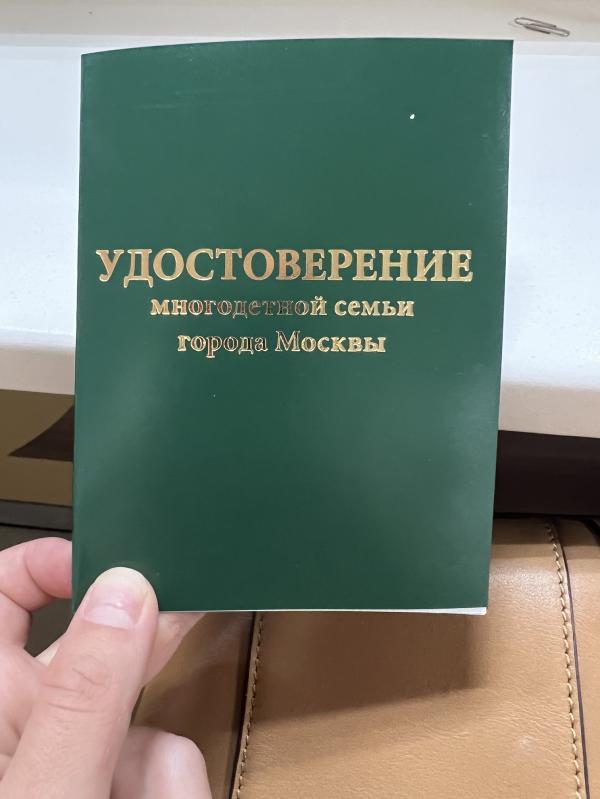 УДОСТОВЕРЕНИЕ
многодетной семьи
города Москвы